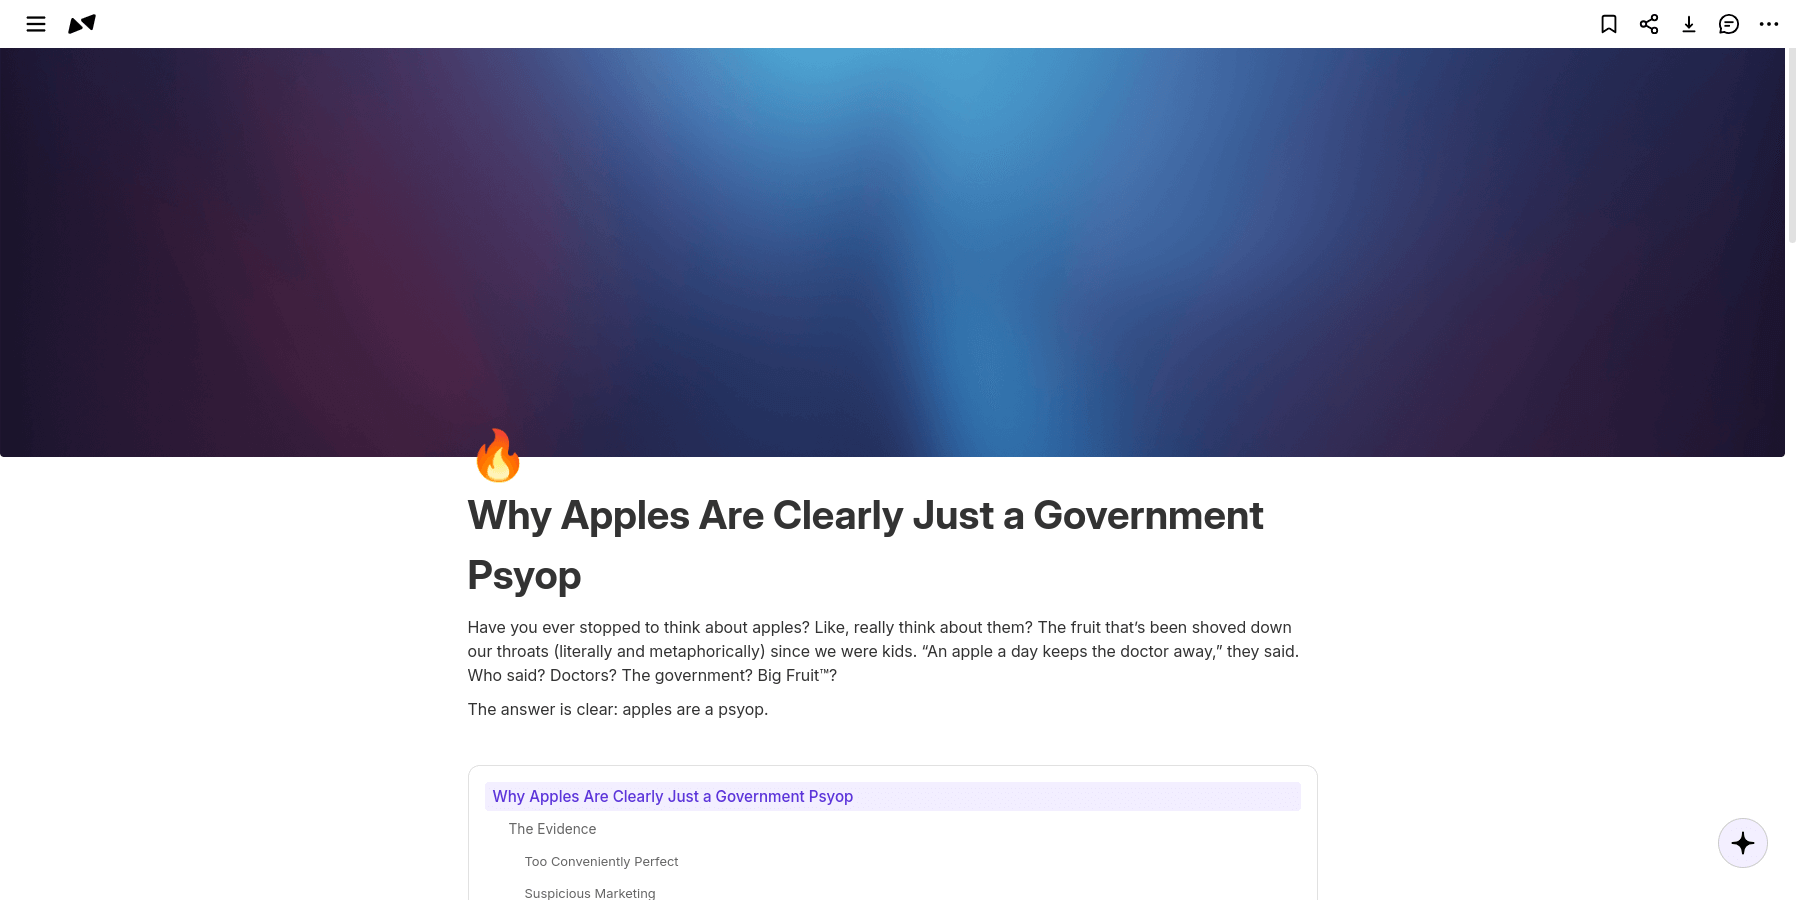 Why Apples Are Clearly Just a Government
Psyop
Have you ever stopped to think about apples? Like, really think about them? The fruit that’s been shoved down
our throats (literally and metaphorically) since we were kids. “An apple a day keeps the doctor away,” they said.
Who said? Doctors? The government? Big Fruit™?
The answer is clear: apples are a psyop.
Why Apples Are Clearly Just a Government Psyop
The Evidence
Too Conveniently Perfect
Suspicious Marketing